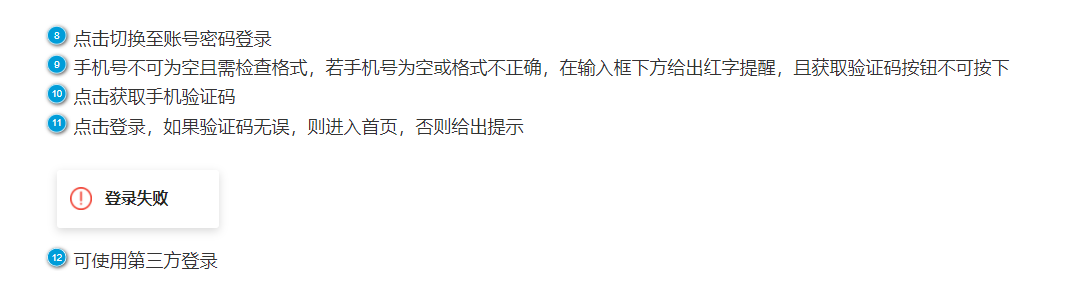 8 点击切换至账号密码登录
9 手机号不可为空且需检查格式，若手机号为空或格式不正确，在输入框下方给出红字提醒，且获取验证码按钮不可按下
10 点击获取手机验证码
11 点击登录，如果验证码无误，则进入首页，否则给出提示
登录失败
12 可使用第三方登录